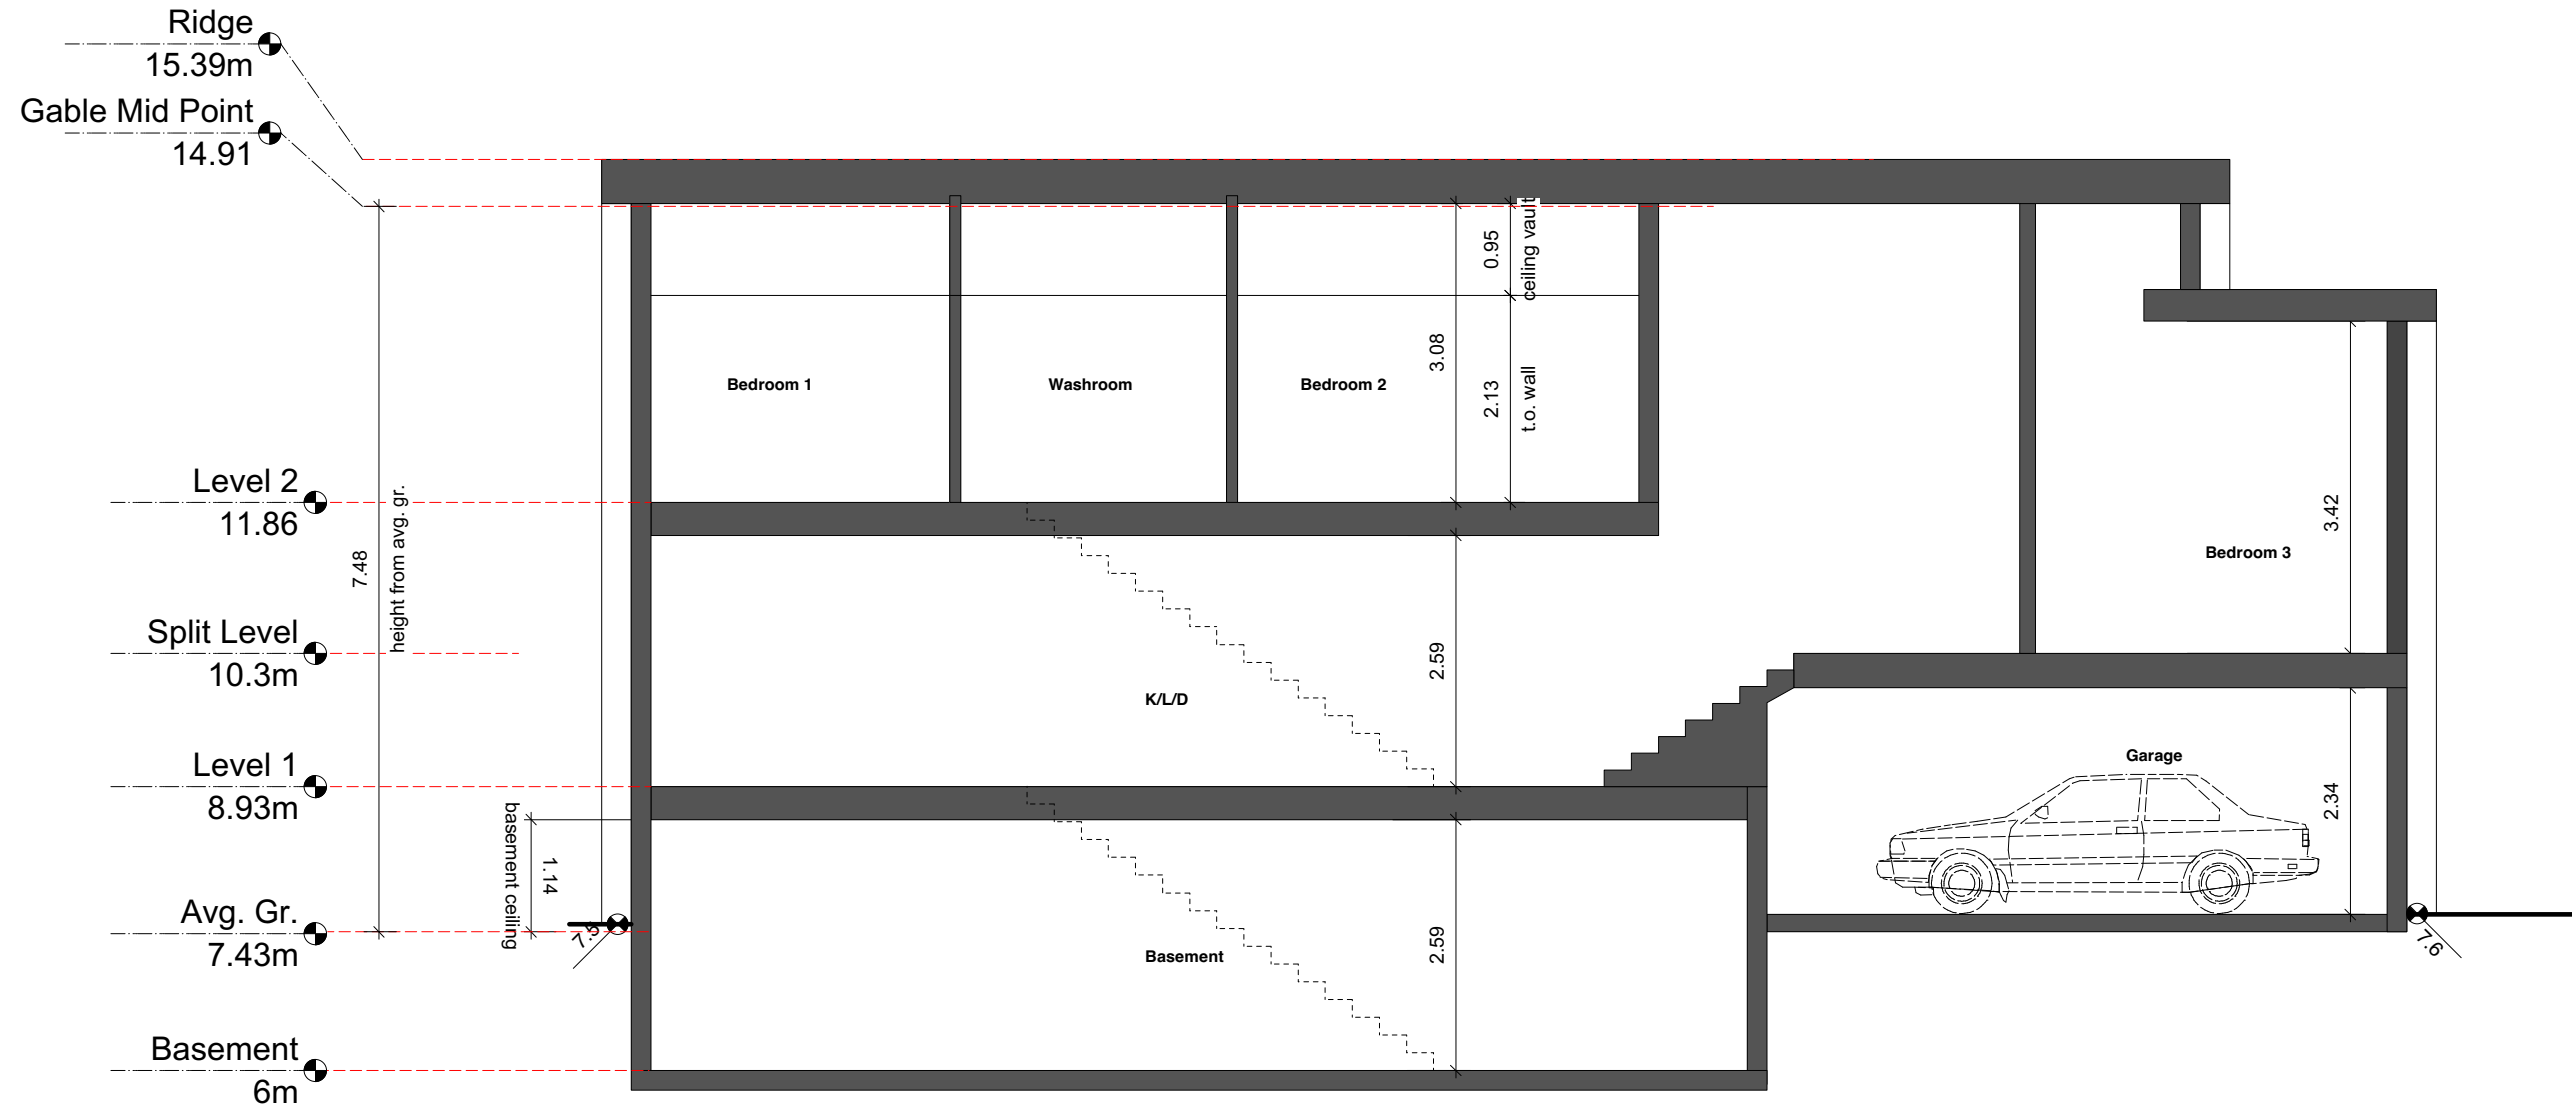 Ridge
15.39m
Gable Mid Point
14.91
ceiling vault
0.95
3.08
Bedroom 1
Washroom
Bedroom 2
2.13
t.o. wall
Level 2
11.86
height from avg. gr.
7.48
3.42
Bedroom 3
Split Level
10.3m
2.59
K/L/D
Level 1
8.93m
Garage
2.34
basement ceiling
1.14
Avg. Gr.
7.43m
7.5
7.6
2.59
Basement
Basement
6m